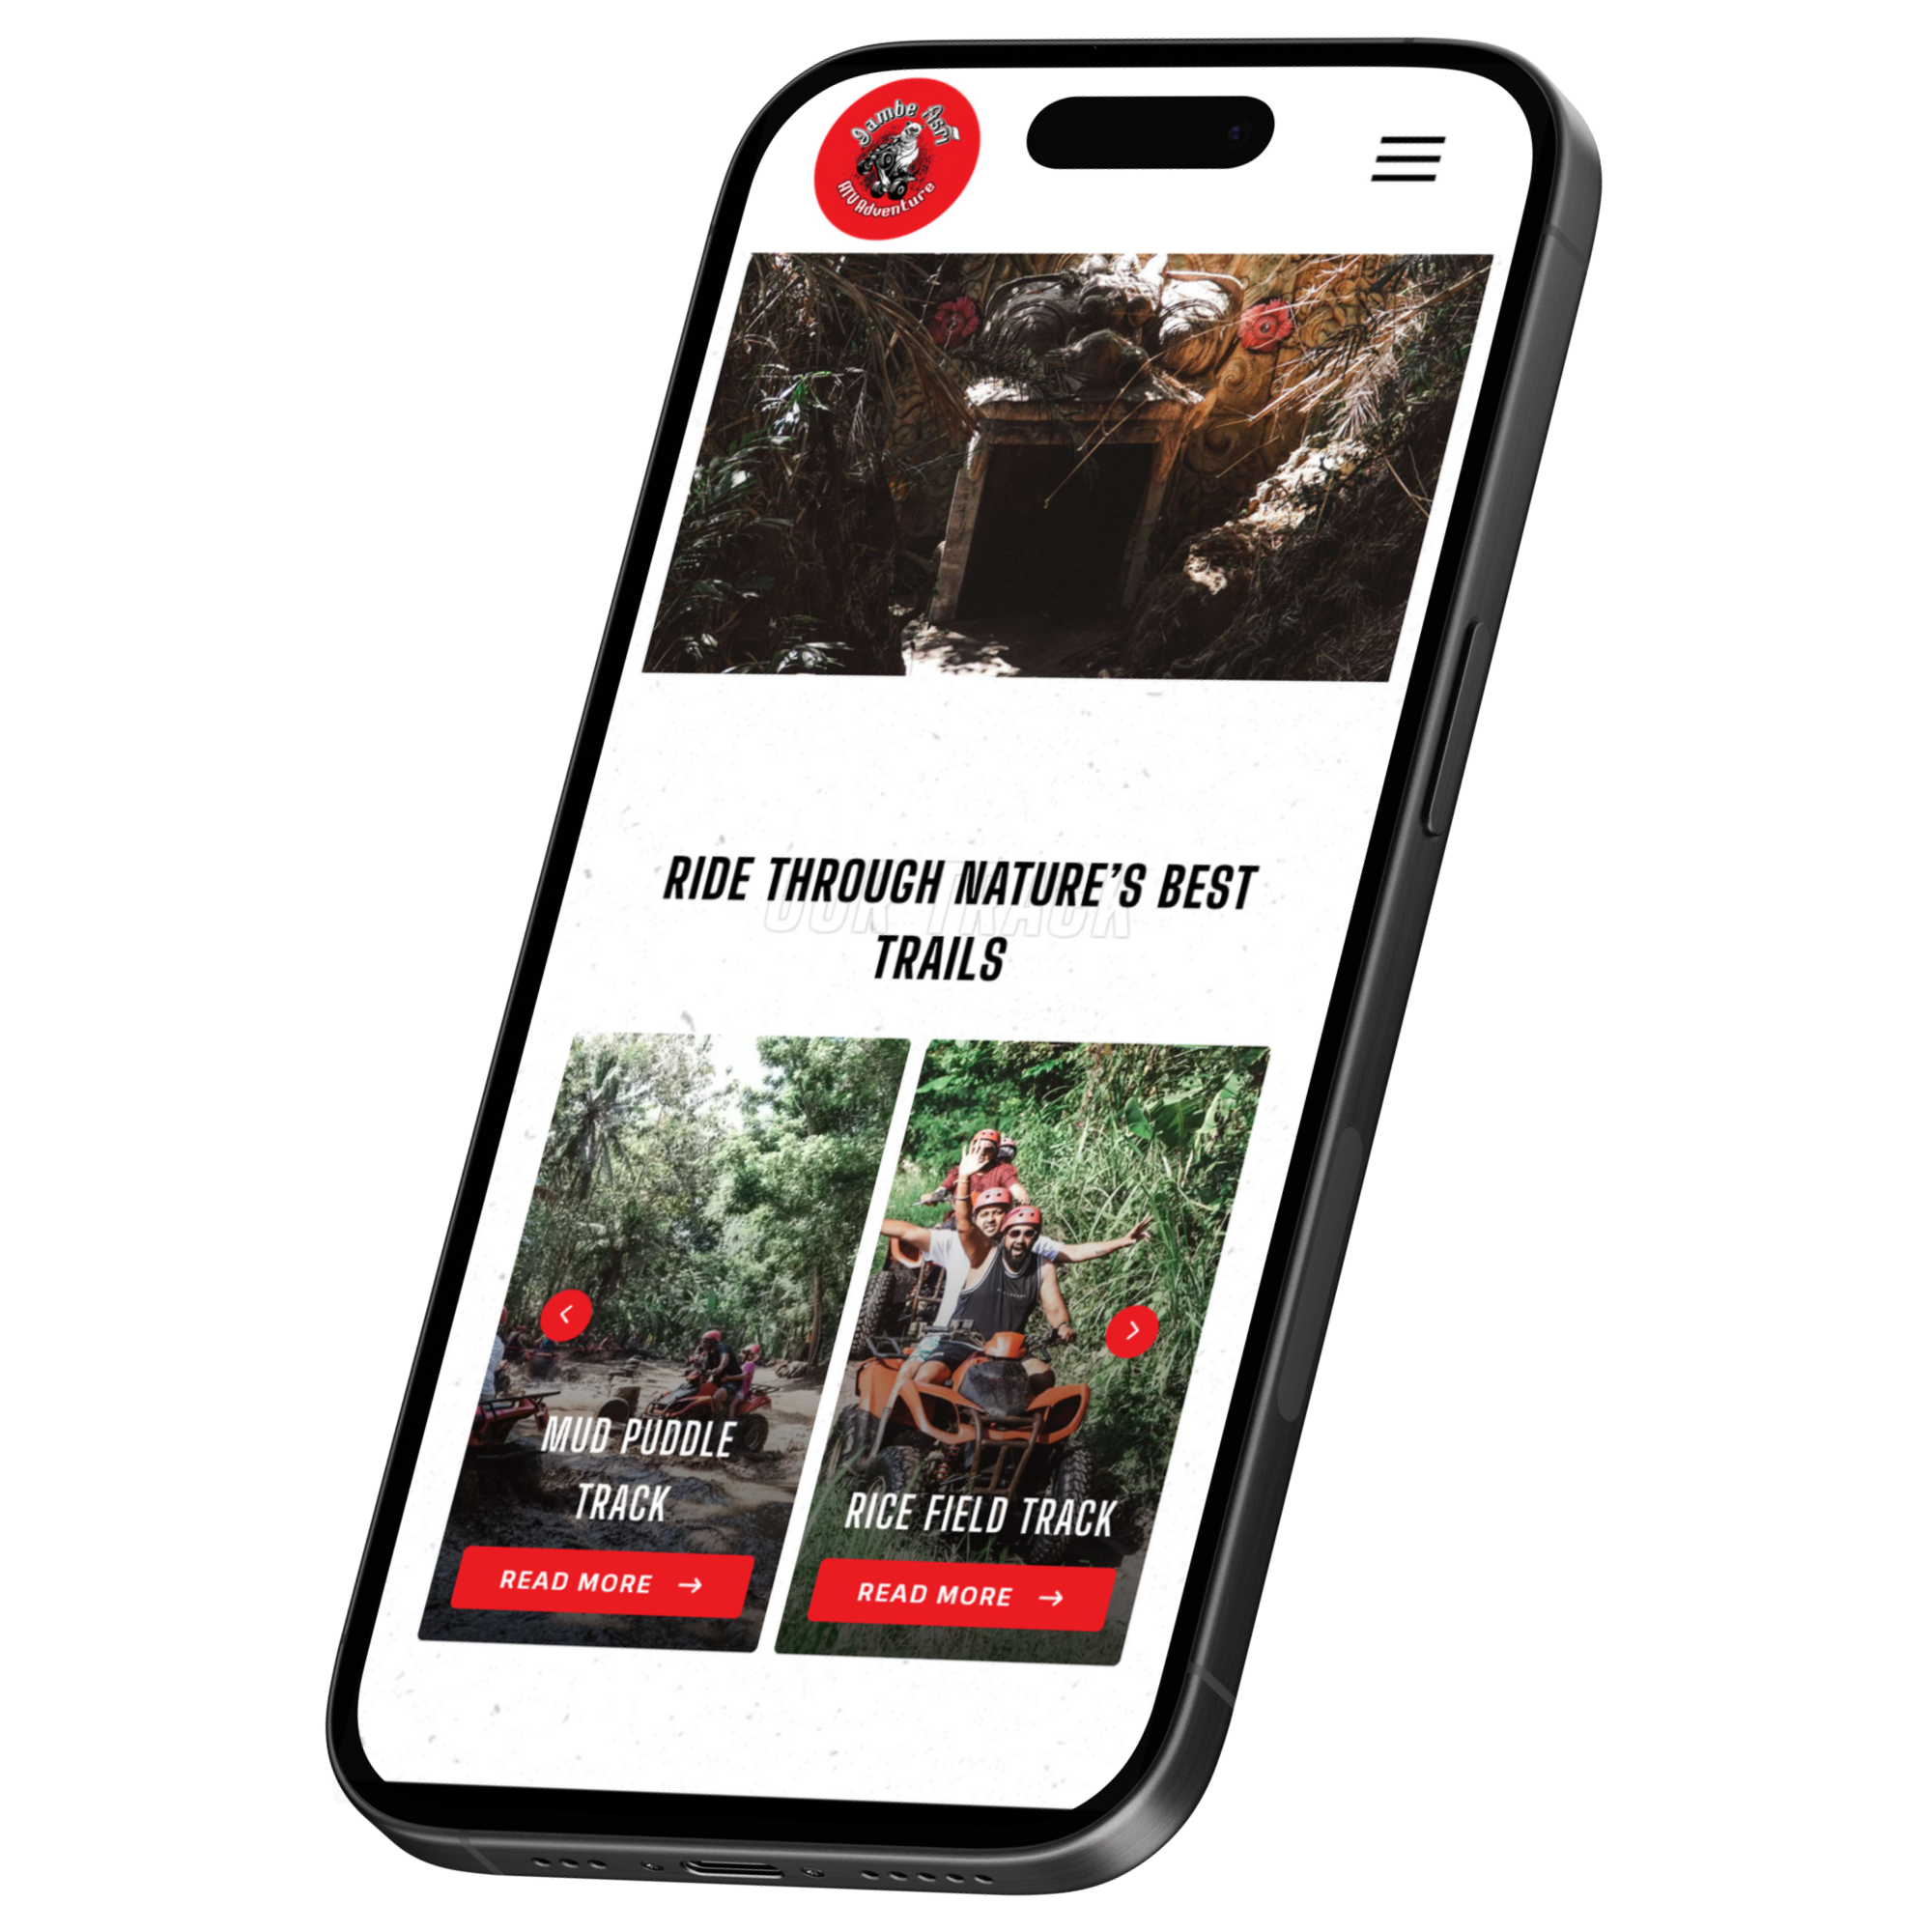 Jambe Asri
ATV Adventure
RIDE THROUGH NATURE'S BEST
OUR TRACK
TRAILS
MUD PUDDLE
TRACK
READ MORE →
RICE FIELD TRACK
READ MORE →